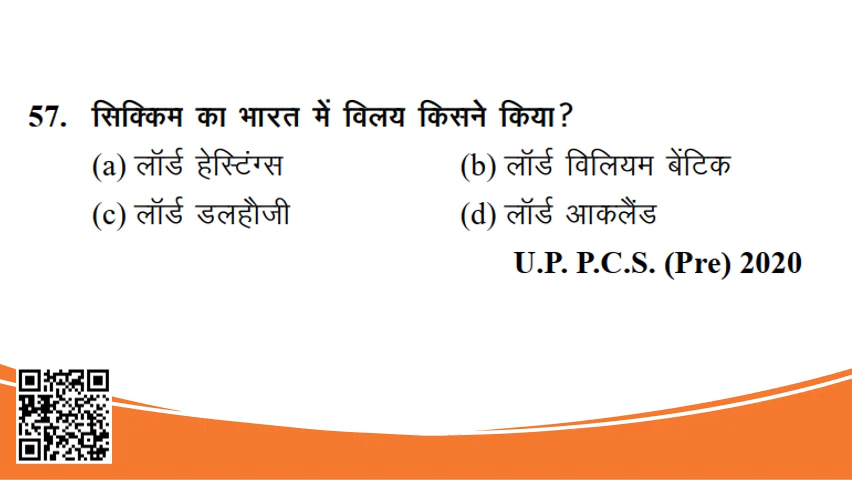 57. सिक्किम का भारत में विलय किसने किया?
(a) लॉर्ड हेस्टिंग्स (b) लॉर्ड विलियम बेंटिक
(c) लॉर्ड डलहौजी (d) लॉर्ड आकलैंड
U.P. P.C.S. (Pre) 2020